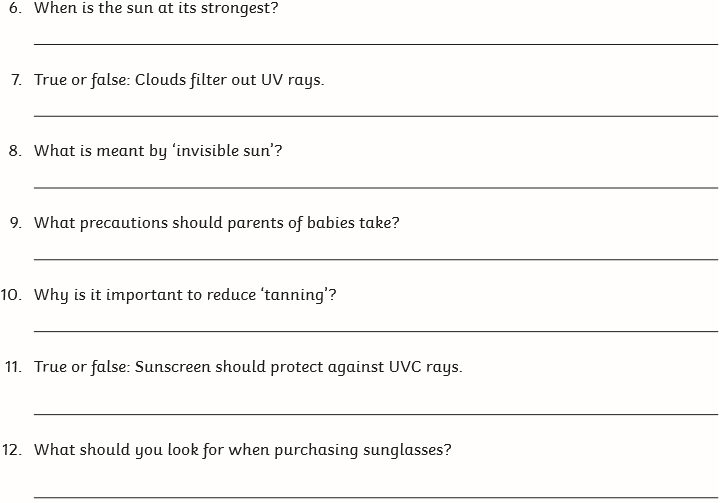 6. When is the sun at its strongest?
7. True or false: Clouds filter out UV rays.
8. What is meant by ‘invisible sun’?
9. What precautions should parents of babies take?
10. Why is it important to reduce ‘tanning’?
11. True or false: Sunscreen should protect against UVC rays.
12. What should you look for when purchasing sunglasses?